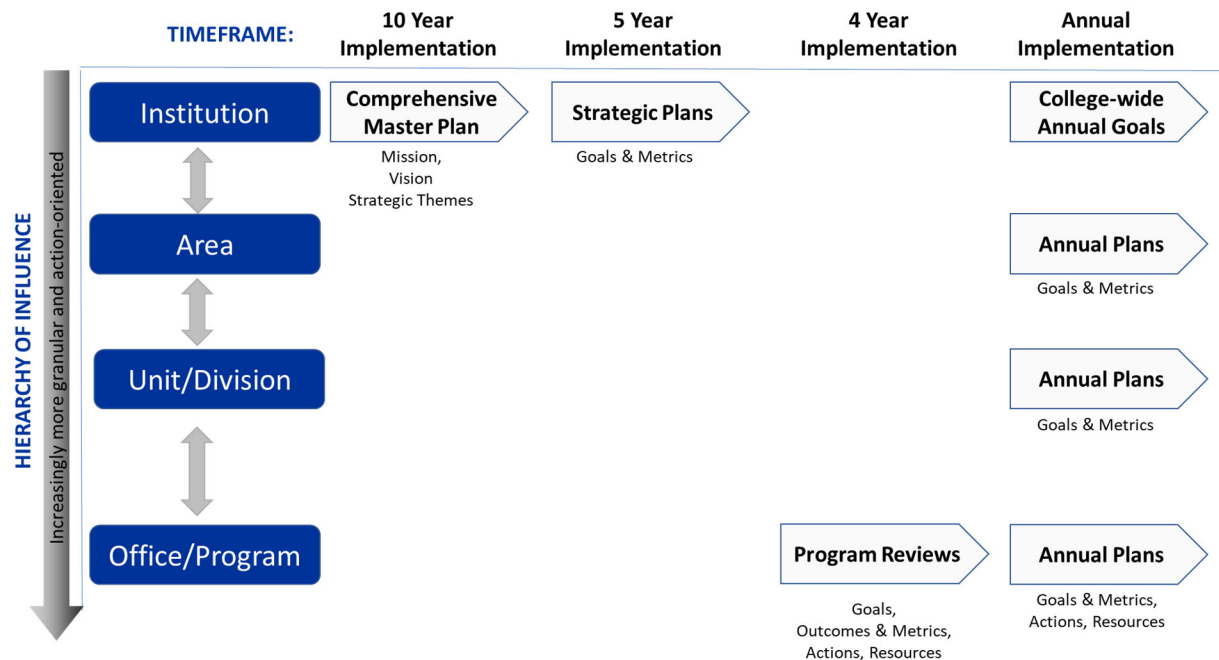 TIMEFRAME:
10 Year
Implementation
5 Year
Implementation
4 Year
Implementation
Annual
Implementation
HIERARCHY OF INFLUENCE
Increasingly more granular and action-oriented
Institution
Comprehensive
Master Plan
Mission,
Vision
Strategic Themes
Strategic Plans
Goals & Metrics
College-wide
Annual Goals
Area
Annual Plans
Goals & Metrics
Unit/Division
Annual Plans
Goals & Metrics
Office/Program
Program Reviews
Goals,
Outcomes & Metrics,
Actions, Resources
Annual Plans
Goals & Metrics,
Actions, Resources